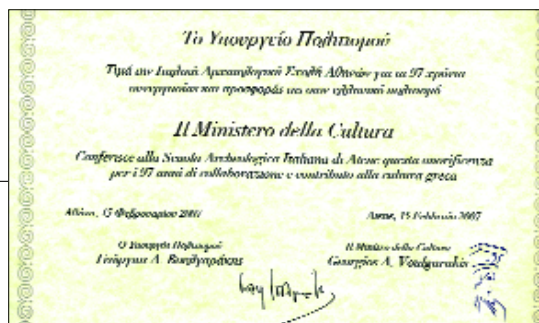 Το Υπουργείο Πολιτισμού
Τιμά την Ιταλική Αρχαιολογική Σχολή Αθηνών για τα 97 χρόνια
συνεργασίας και προσφοράς της στον ελληνικό πολιτισμό
Il Ministero della Cultura
Conferisce alla Scuola Archeologica Italiana di Atene questa onorificenza
per i 97 anni di collaborazione e contributo alla cultura greca
Αθήνα, 15 Φεβρουαρίου 2007
Atene, 15 Febbraio 2007
Ο Υπουργός Πολιτισμού
Il Ministro della Cultura
Γεώργιος Α. Βουλγαράκης
Georgios A. Voulgarakis